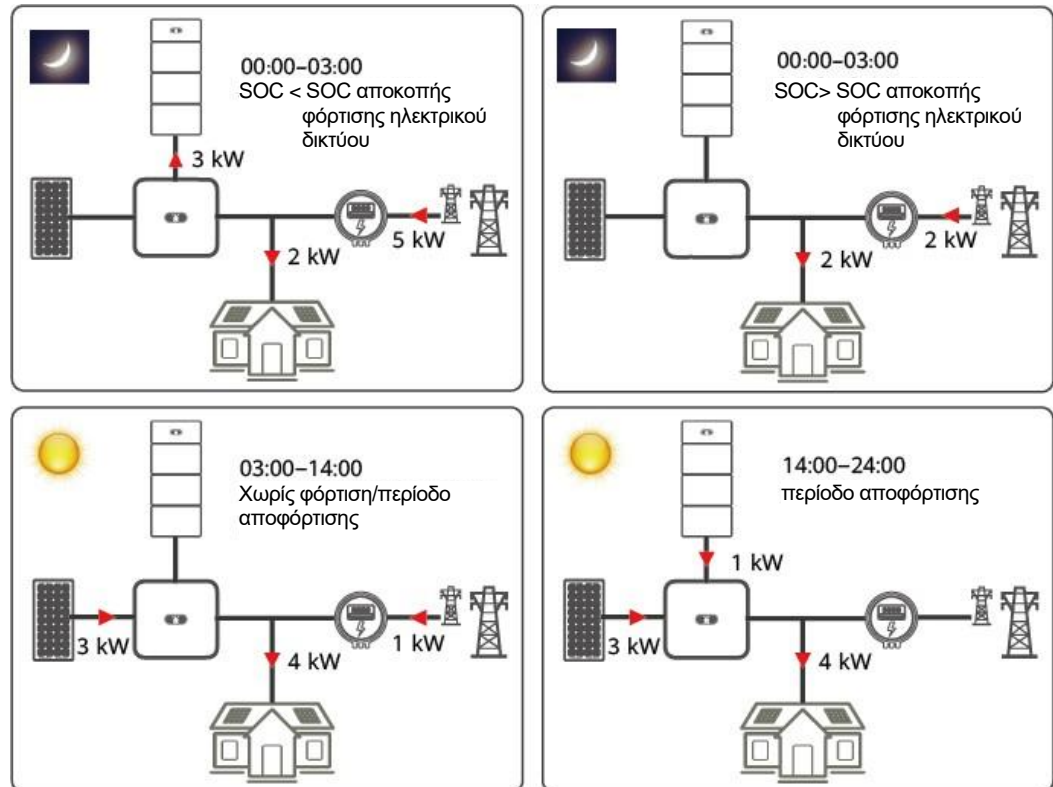 00:00–03:00
SOC < SOC αποκοπής
φόρτισης ηλεκτρικού
δικτύου
3 kW
2 kW
5 kW
00:00–03:00
SOC> SOC αποκοπής
φόρτισης ηλεκτρικού
δικτύου
2 kW
2 kW
03:00–14:00
Χωρίς φόρτιση/περίοδο
αποφόρτισης
3 kW
4 kW
1 kW
14:00–24:00
περίοδο αποφόρτισης
1 kW
3 kW
4 kW